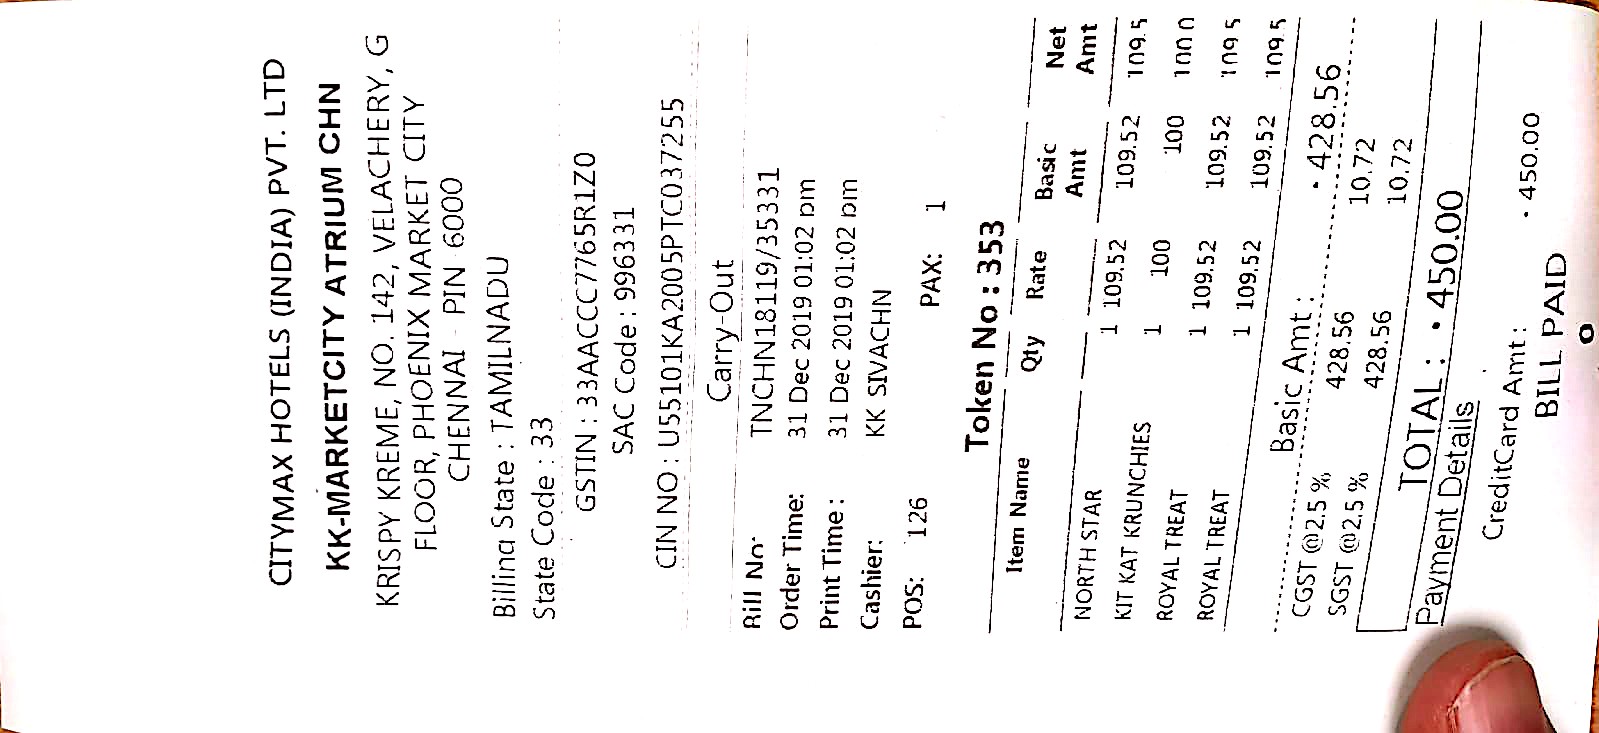 CITYMAX HOTELS (INDIA) PVT. LTD
KK-MARKETCITY ATRIUM CHN
KRISPY KREME, NO. 142, VELACHERY, G
FLOOR, PHOENIX MARKET CITY
CHENNAI PIN 6000
Billing State : TAMILNADU
State Code : 33
GSTIN : 33AACCC7765R1Z0
SAC Code : 996331
CIN NO : U55101KA2005PTC037255
Carry-Out
Bill No: TNCHN18119/35331
Order Time: 31 Dec 2019 01:02 pm
Print Time : 31 Dec 2019 01:02 pm
Cashier: KK SIVACHN
POS: 126 PAX: 1
Token No : 353
Item Name Qty Rate Basic Amt Net Amt
NORTH STAR 1 109.52 109.52 109.5
KIT KAT KRUNCHIES 1 100 100 100.0
ROYAL TREAT 1 109.52 109.52 109.5
ROYAL TREAT 1 109.52 109.52 109.5
Basic Amt : 428.56
CGST @2.5 % 428.56 10.72
SGST @2.5 % 428.56 10.72
TOTAL : 450.00
Payment Details
CreditCard Amt : 450.00
BILL PAID